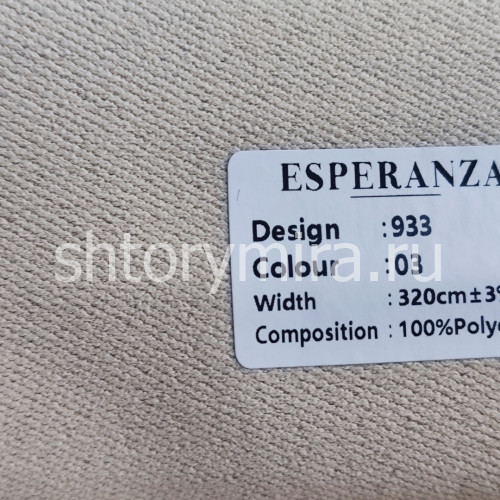 ESPERANZA
Design : 933
shtorymira.ru
Colour : 03
Width : 320cm±3%
Composition : 100%Polye